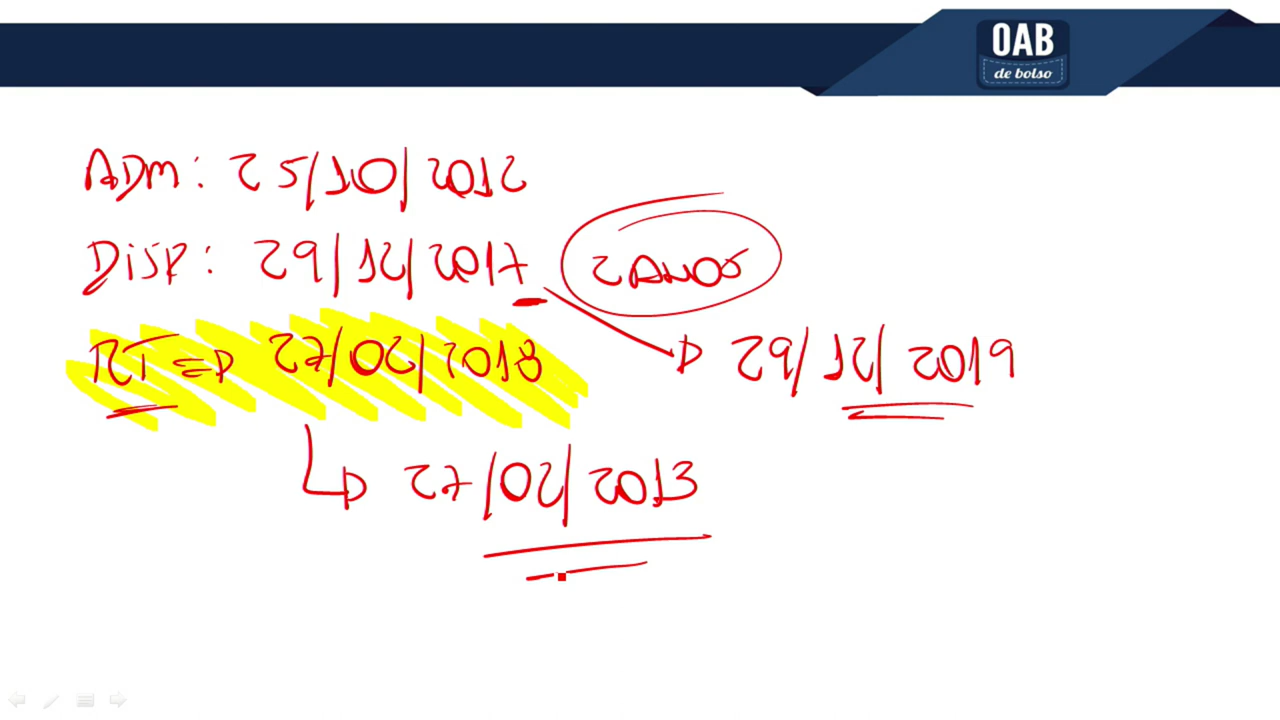 OAB
de bolso
ADM: 25/10/2012
DISP: 29/12/2017
2 ANOS
RT => 27/02/2018
29/12/2019
27/02/2013